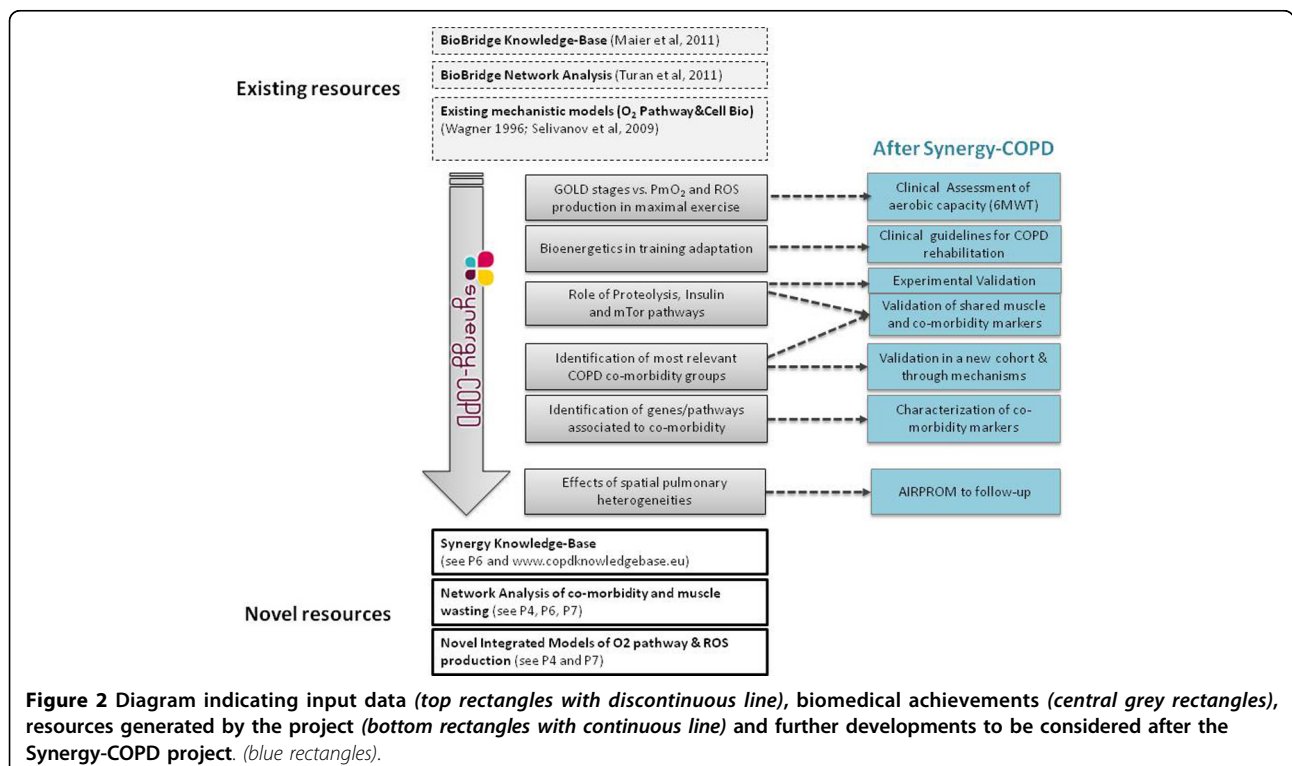 BioBridge Knowledge-Base (Maier et al, 2011)
BioBridge Network Analysis (Turan et al, 2011)
Existing resources
Existing mechanistic models (O₂ Pathway&Cell Bio)
(Wagner 1996; Selivanov et al, 2009)
After Synergy-COPD
GOLD stages vs. PmO₂ and ROS
production in maximal exercise
Clinical Assessment of
aerobic capacity (6MWT)
Bioenergetics in training adaptation
Clinical guidelines for COPD
rehabilitation
Experimental Validation
Role of Proteolysis, Insulin
and mTor pathways
Validation of shared muscle
and co-morbidity markers
Identification of most relevant
COPD co-morbidity groups
Validation in a new cohort &
through mechanisms
Identification of genes/pathways
associated to co-morbidity
Characterization of co-
morbidity markers
Effects of spatial pulmonary
heterogeneities
AIRPROM to follow-up
synergy-COPD
Synergy Knowledge-Base
(see P6 and www.copdknowledgebase.eu)
Network Analysis of co-morbidity and muscle
wasting (see P4, P6, P7)
Novel resources
Novel Integrated Models of O2 pathway & ROS
production (see P4 and P7)
Figure 2 Diagram indicating input data (top rectangles with discontinuous line), biomedical achievements (central grey rectangles),
resources generated by the project (bottom rectangles with continuous line) and further developments to be considered after the
Synergy-COPD project. (blue rectangles).